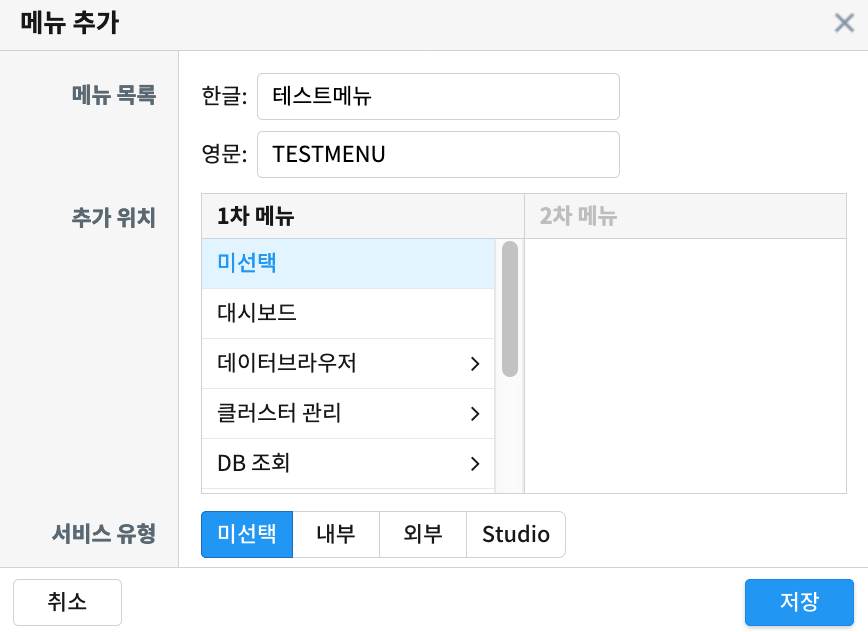 메뉴 추가
메뉴 목록
한글: 테스트메뉴
영문: TESTMENU
추가 위치
1차 메뉴
2차 메뉴
미선택
대시보드
데이터브라우저
클러스터 관리
DB 조회
서비스 유형
미선택 내부 외부 Studio
취소
저장